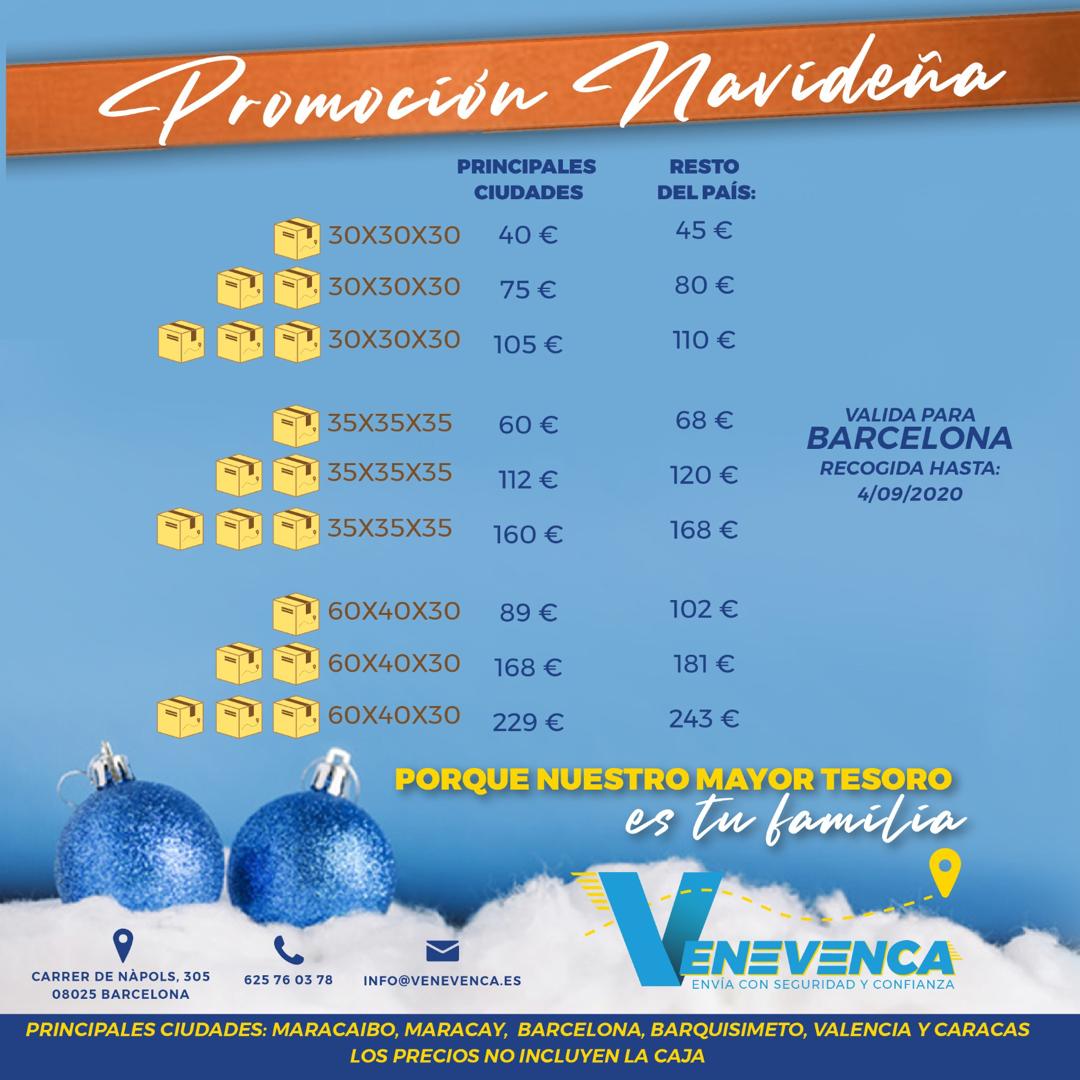 Promoción Navideña
PRINCIPALES CIUDADES
RESTO DEL PAÍS:
30X30X30 40 € 45 €
30X30X30 75 € 80 €
30X30X30 105 € 110 €
35X35X35 60 € 68 €
35X35X35 112 € 120 €
35X35X35 160 € 168 €
VALIDA PARA
BARCELONA
RECOGIDA HASTA:
4/09/2020
60X40X30 89 € 102 €
60X40X30 168 € 181 €
60X40X30 229 € 243 €
PORQUE NUESTRO MAYOR TESORO
es tu familia
VENEVENCA
ENVÍA CON SEGURIDAD Y CONFIANZA
CARRER DE NÀPOLS, 305
08025 BARCELONA
625 76 03 78
INFO@VENEVENCA.ES
PRINCIPALES CIUDADES: MARACAIBO, MARACAY, BARCELONA, BARQUISIMETO, VALENCIA Y CARACAS
LOS PRECIOS NO INCLUYEN LA CAJA